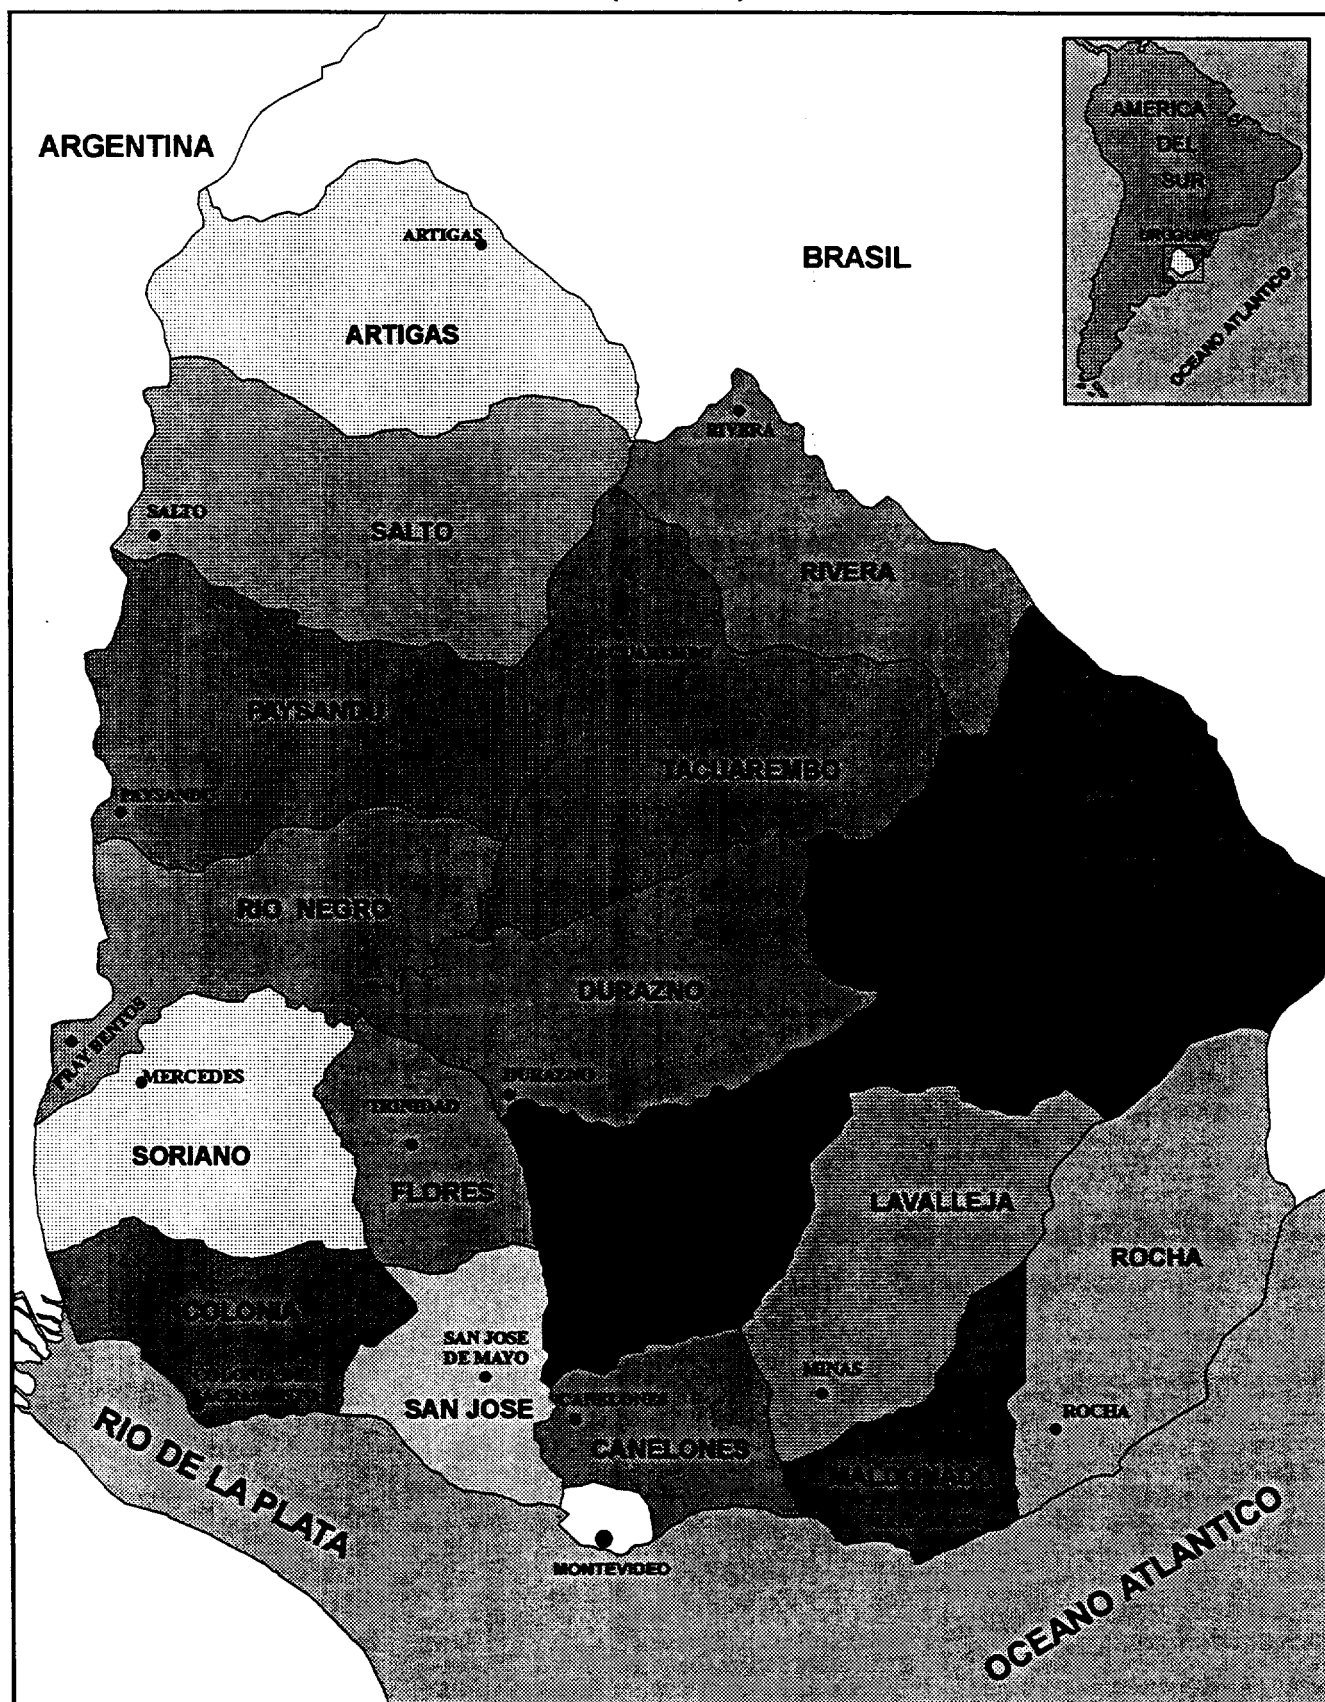 ARGENTINA
AMERICA
DEL
SUR
URUGUAY
OCEANO ATLANTICO
ARTIGAS
BRASIL
ARTIGAS
RIVERA
SALTO
SALTO
RIVERA
TACUAREMBO
PAYSANDU
TACUAREMBO
PAYSANDU
RIO NEGRO
DURAZNO
FRAY BENTOS
MERCEDES
DURAZNO
TRINIDAD
SORIANO
FLORES
LAVALLEJA
ROCHA
COLONIA
SAN JOSE
DE MAYO
MINAS
CANELONES
SAN JOSE
ROCHA
CANELONES
MALDONADO
RIO DE LA PLATA
MONTEVIDEO
OCEANO ATLANTICO